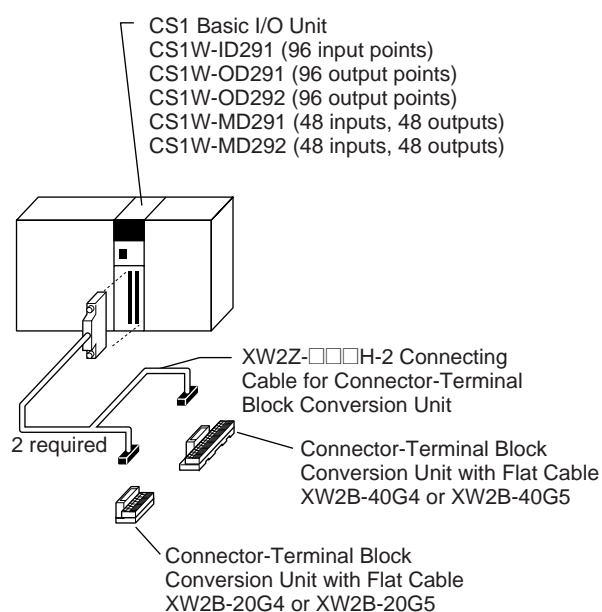 CS1 Basic I/O Unit
CS1W-ID291 (96 input points)
CS1W-OD291 (96 output points)
CS1W-OD292 (96 output points)
CS1W-MD291 (48 inputs, 48 outputs)
CS1W-MD292 (48 inputs, 48 outputs)
XW2Z-□□□H-2 Connecting
Cable for Connector-Terminal
Block Conversion Unit
2 required
Connector-Terminal Block
Conversion Unit with Flat Cable
XW2B-40G4 or XW2B-40G5
Connector-Terminal Block
Conversion Unit with Flat Cable
XW2B-20G4 or XW2B-20G5